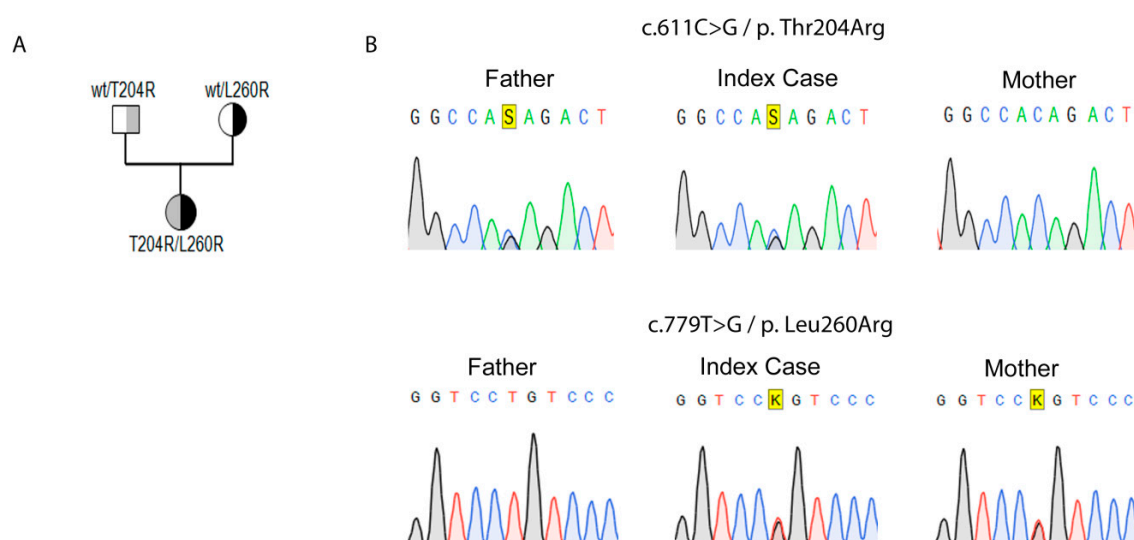 A
B
wt/T204R
wt/L260R
T204R/L260R
c.611C>G / p. Thr204Arg
Father
Index Case
Mother
G G C C A S A G A C T
G G C C A S A G A C T
G G C C A C A G A C T
c.779T>G / p. Leu260Arg
Father
Index Case
Mother
G G T C C T G T C C C
G G T C C K G T C C C
G G T C C K G T C C C